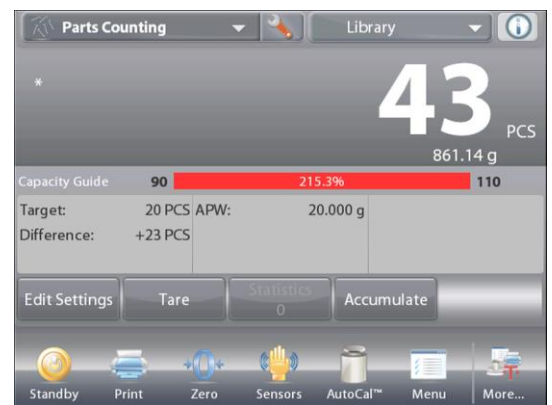 Parts Counting Library
*
43 PCS
861.14 g
Capacity Guide 90 215.3% 110
Target: 20 PCS APW: 20.000 g
Difference: +23 PCS
Edit Settings Tare Statistics 0 Accumulate
Standby Print Zero Sensors AutoCal™ Menu More...